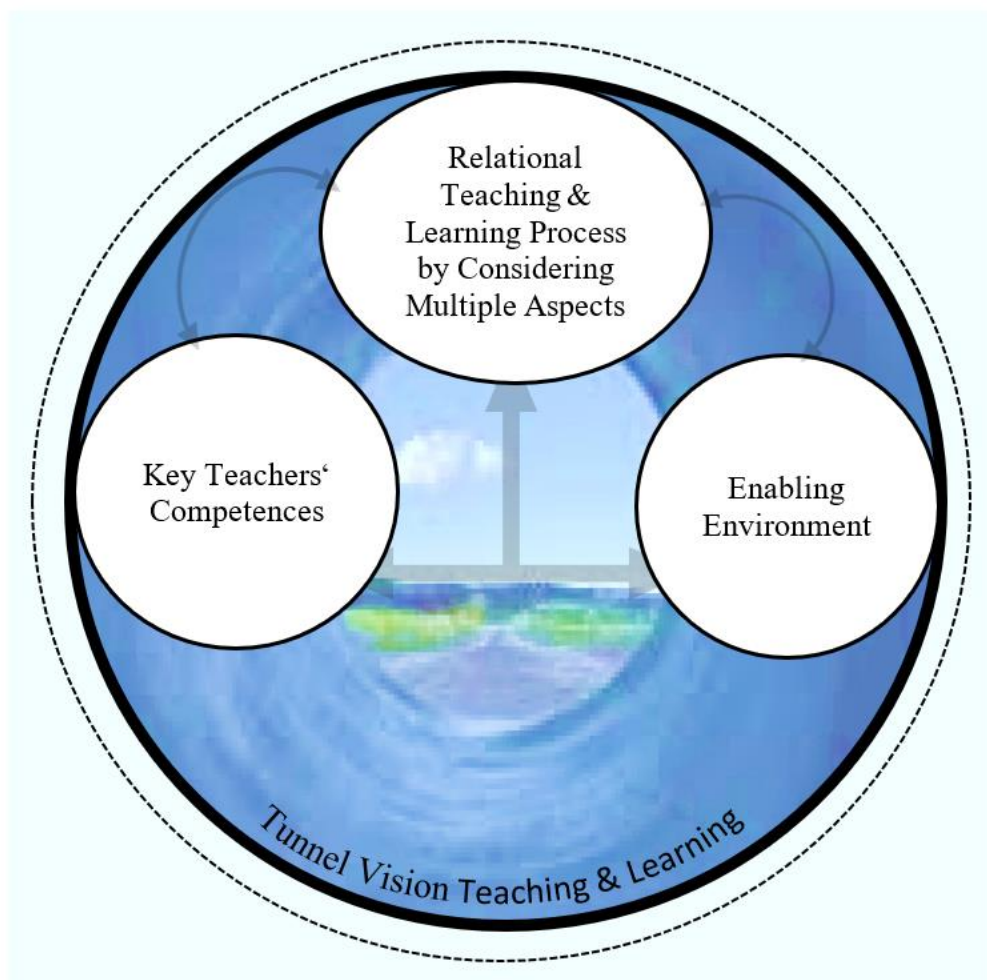 Relational
Teaching &
Learning Process
by Considering
Multiple Aspects
Key Teachers‘
Competences
Enabling
Environment
Tunnel Vision Teaching & Learning